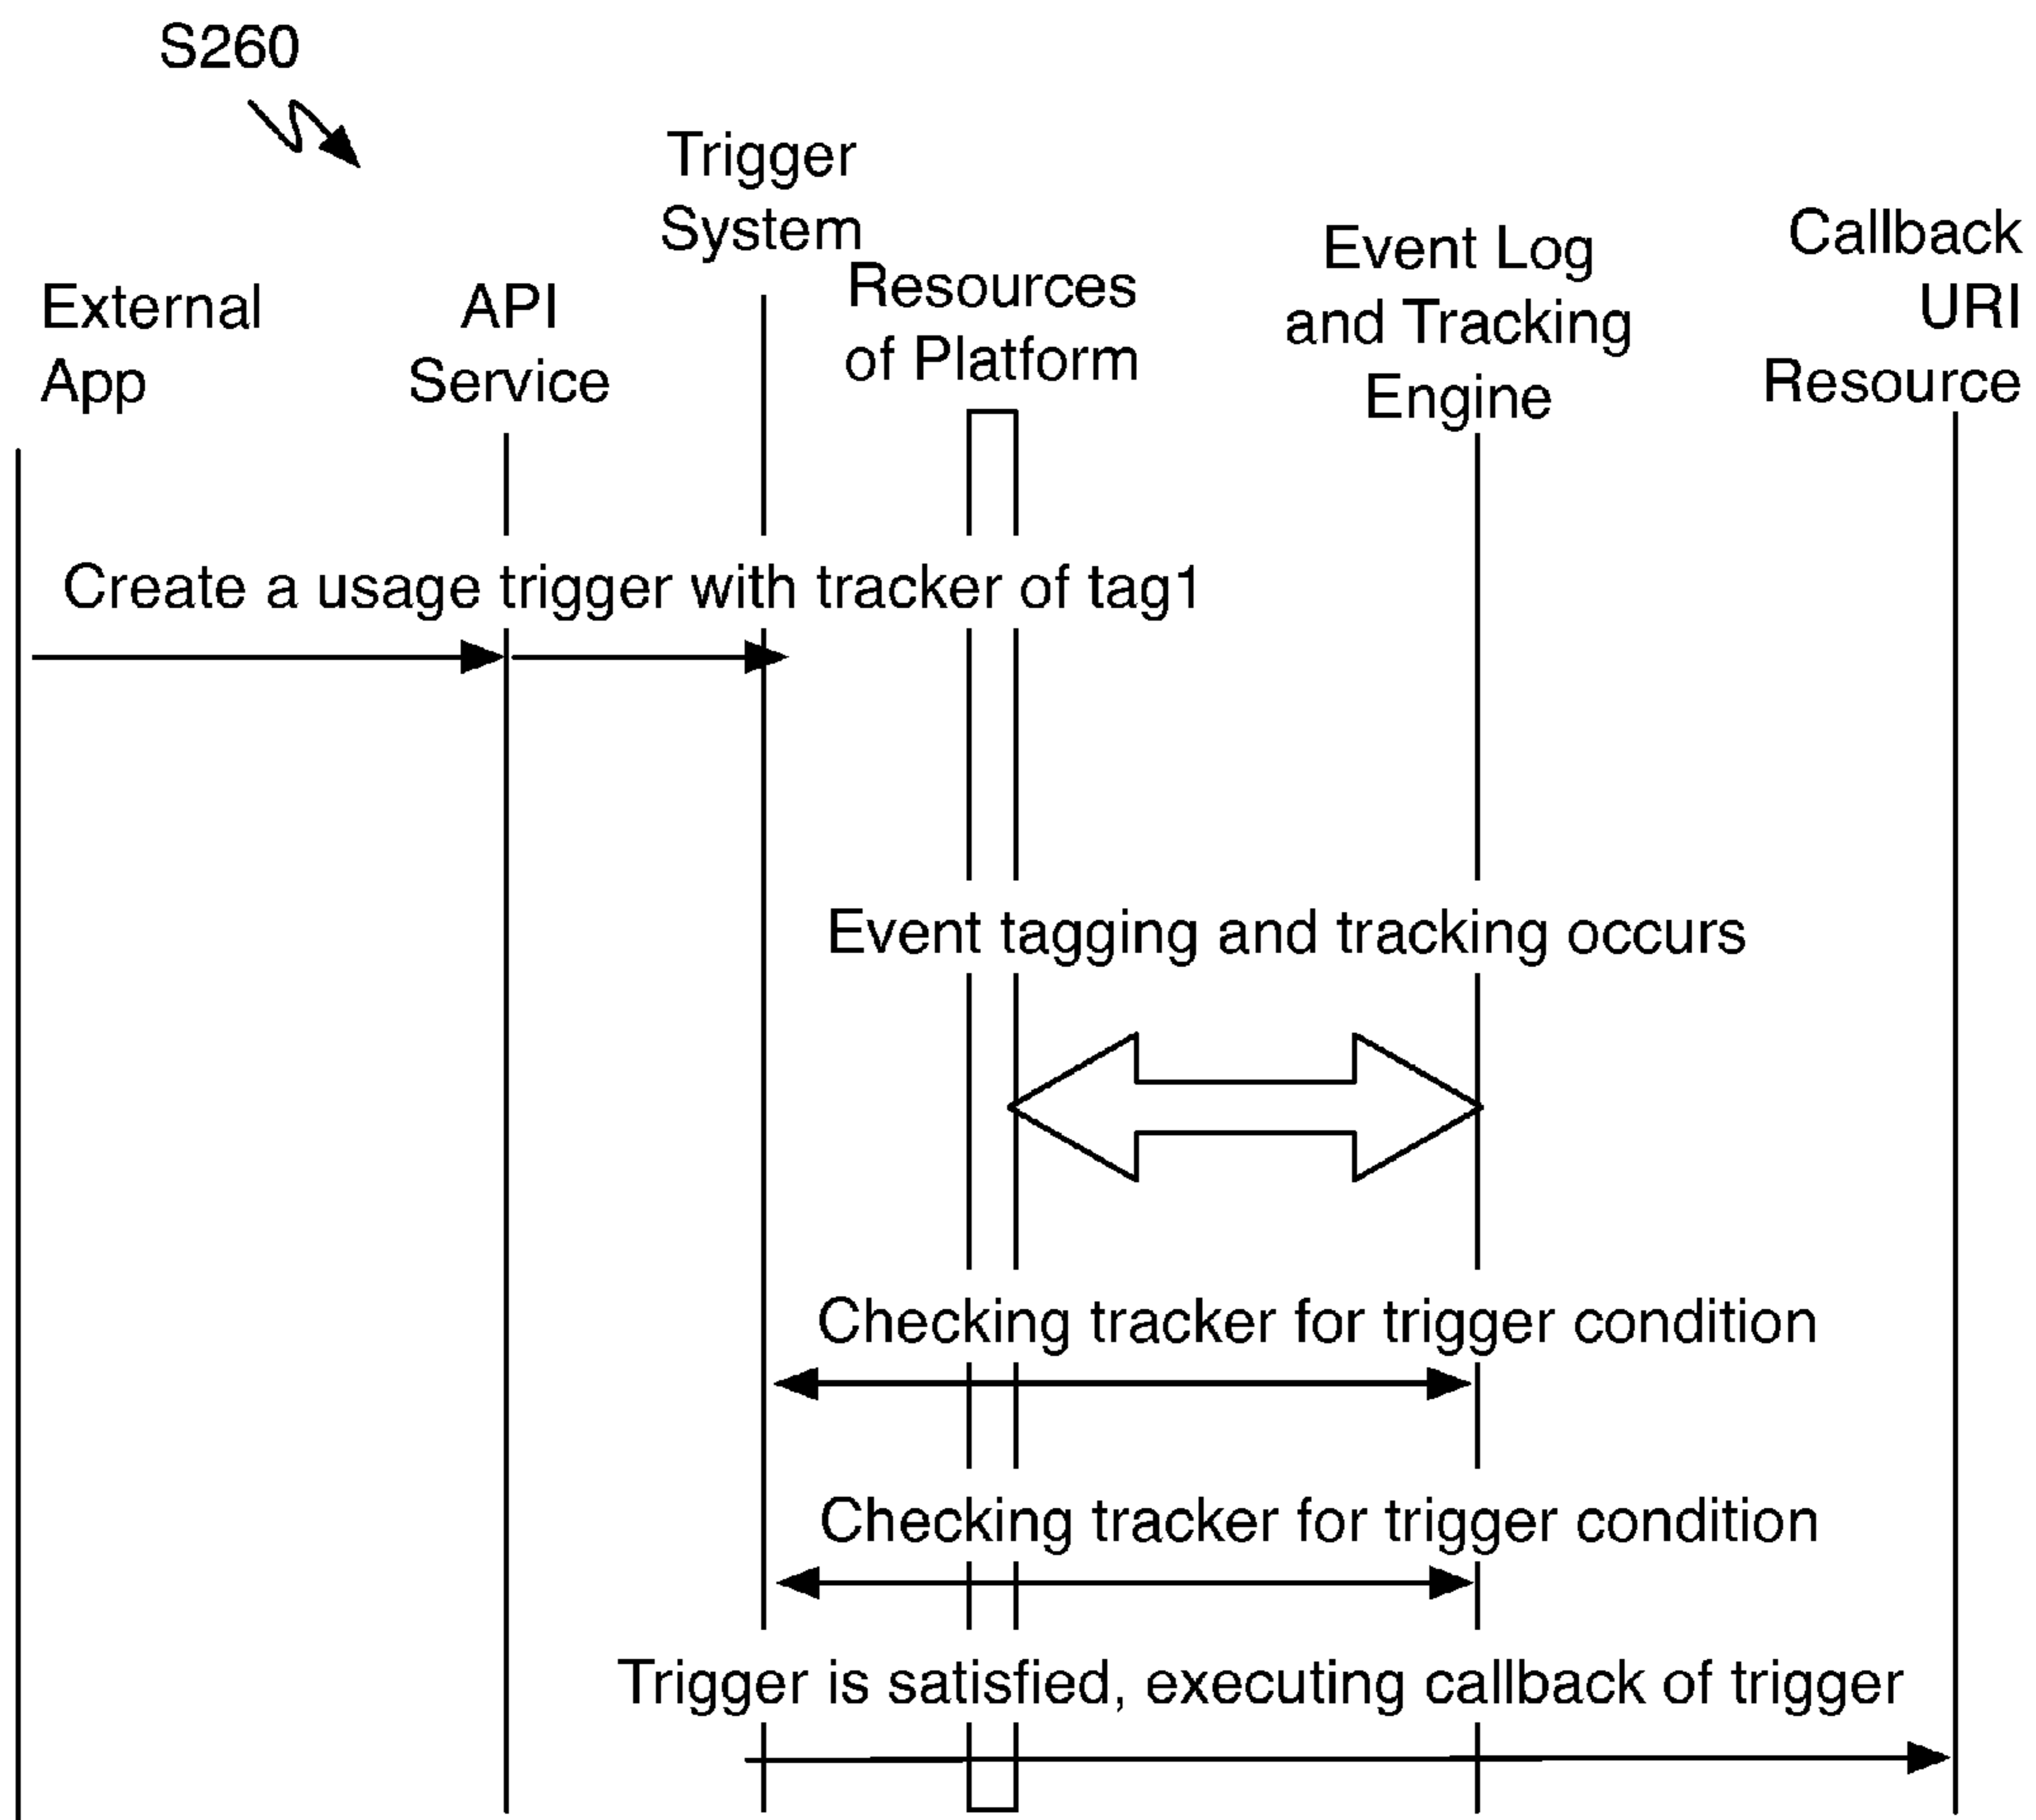 S260
External
App
API
Service
Trigger
System
Resources
of Platform
Event Log
and Tracking
Engine
Callback
URI
Resource
Create a usage trigger with tracker of tag1
Event tagging and tracking occurs
Checking tracker for trigger condition
Checking tracker for trigger condition
Trigger is satisfied, executing callback of trigger